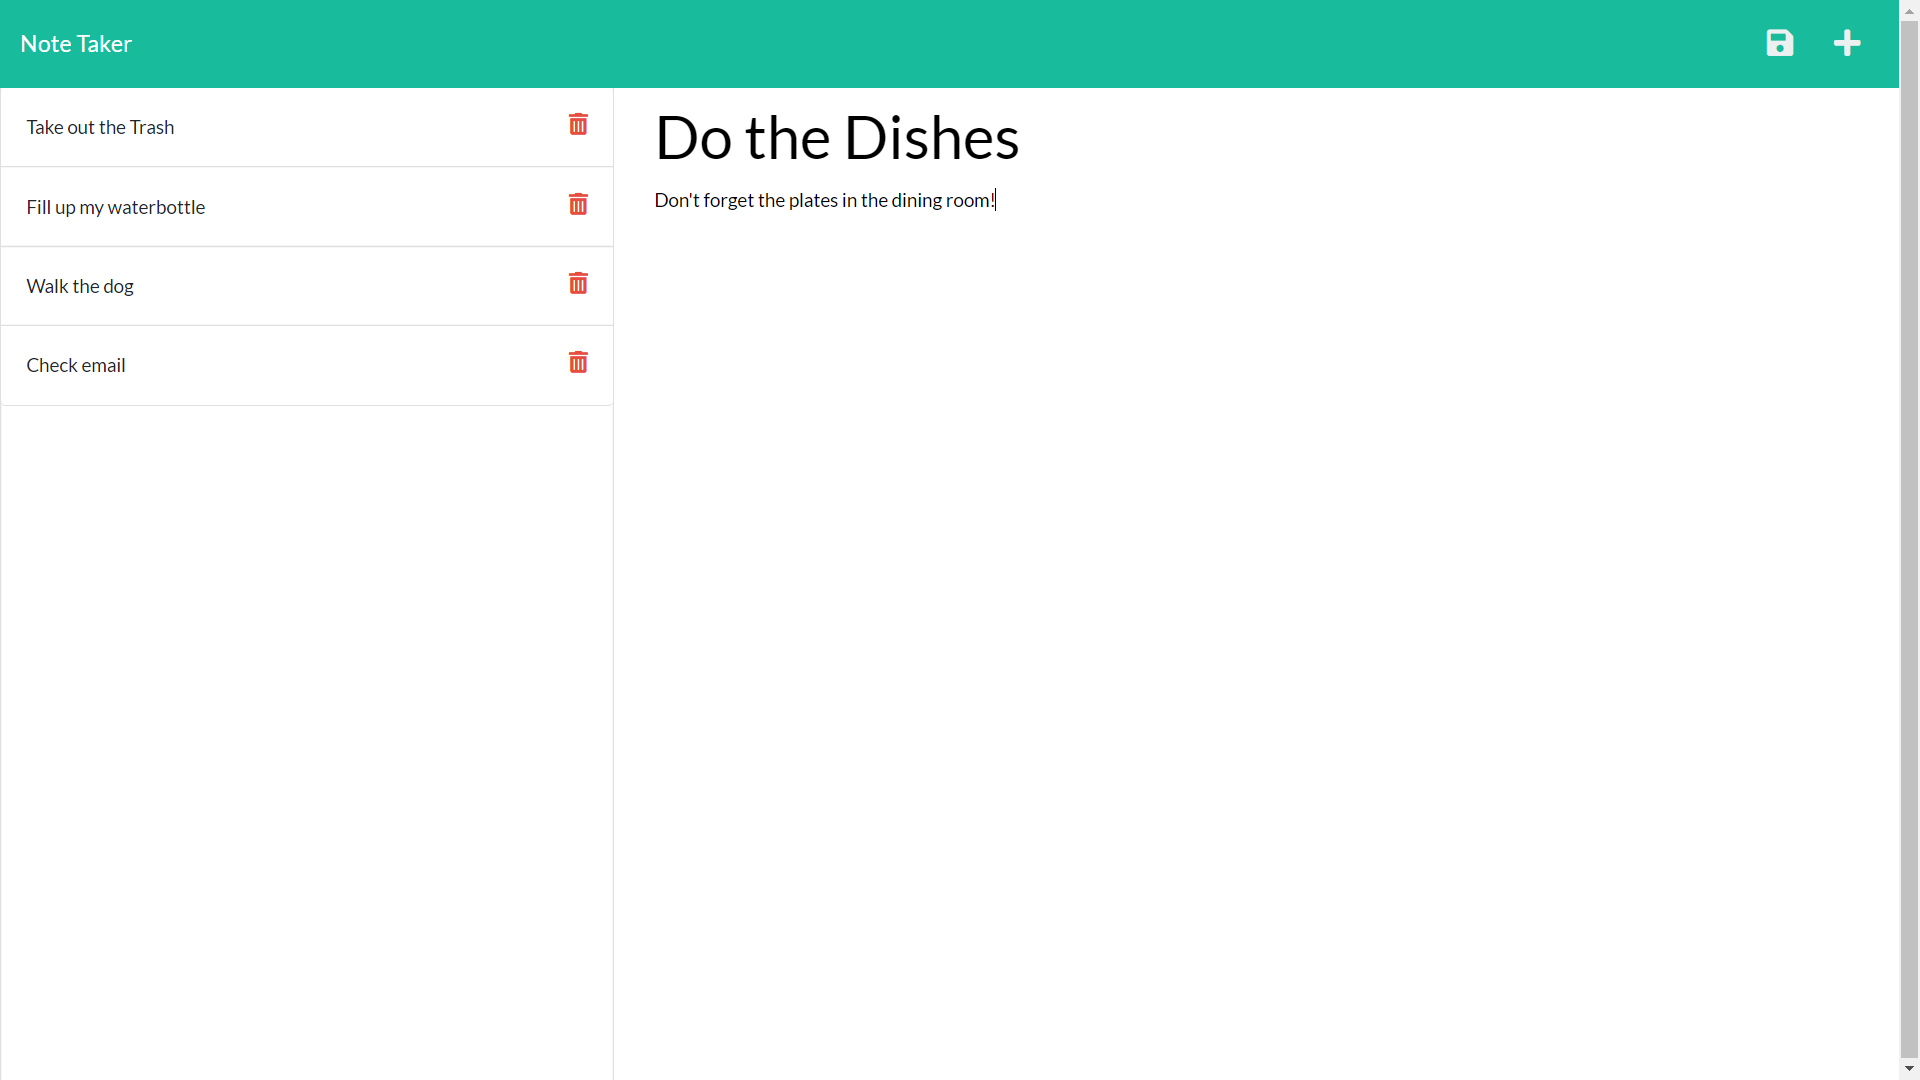 Note Taker
Take out the Trash
Fill up my waterbottle
Walk the dog
Check email
Do the Dishes
Don't forget the plates in the dining room!